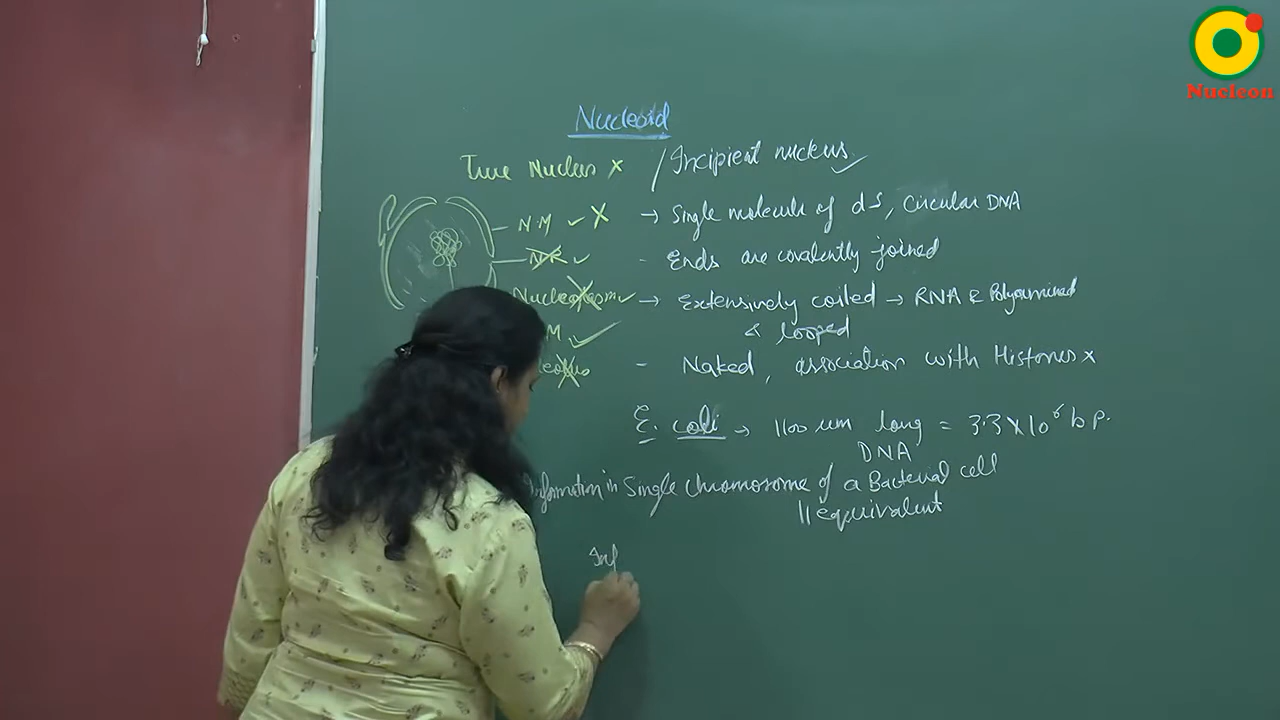 Nucleon
Nucleoid
True Nucleus x / Incipient nucleus ✓
N.M ✓ X → Single molecule of ds, Circular DNA
✓ - Ends are covalently joined
✓ → Extensively coiled → RNA &
& looped
M ✓
- Naked, association with Histones x
E. coli → 1100 um long = 3.3 X 10⁶ b p.
DNA
Information in Single chromosome of a Bacterial cell
|| equivalent
Inf